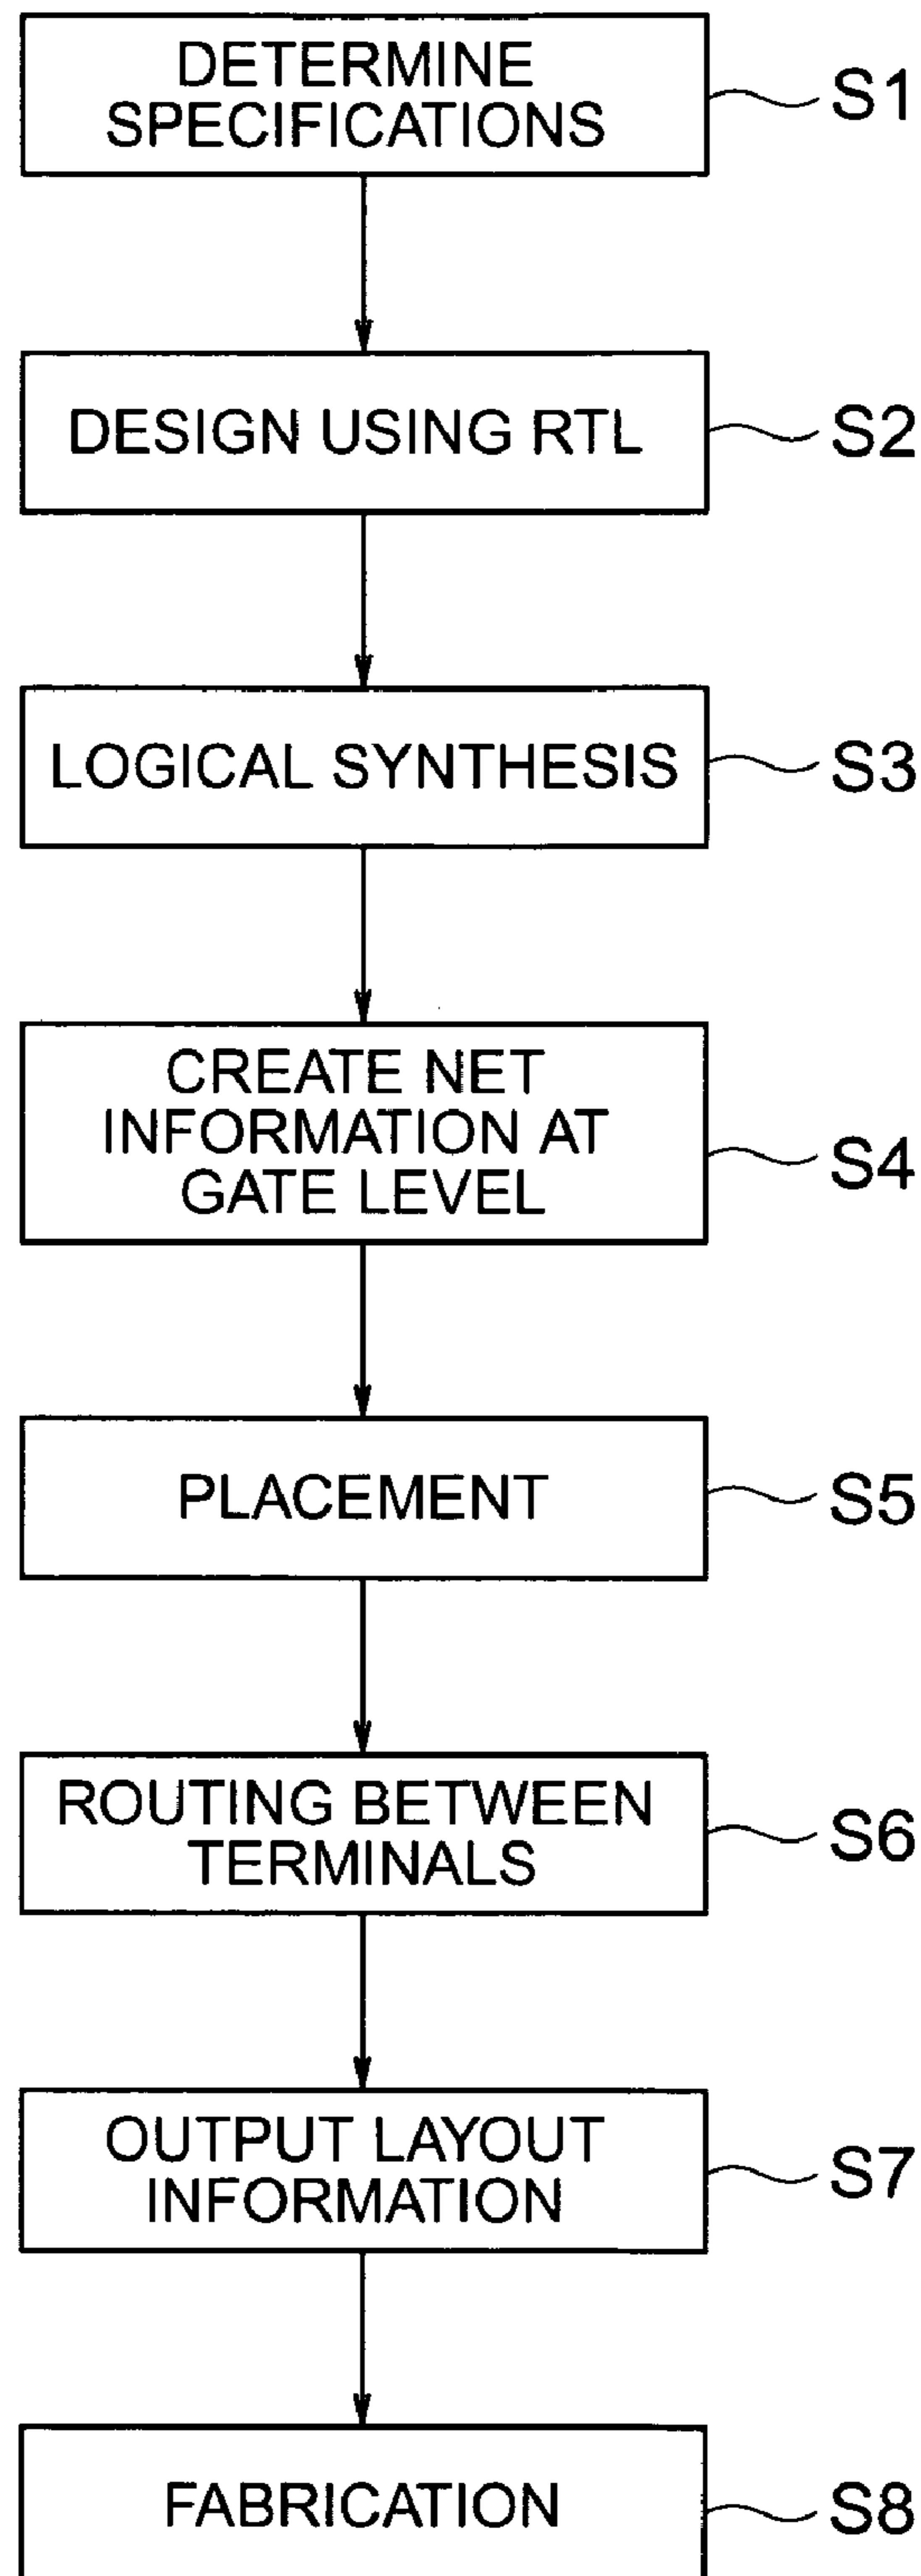 DETERMINE
SPECIFICATIONS
S1
DESIGN USING RTL
S2
LOGICAL SYNTHESIS
S3
CREATE NET
INFORMATION AT
GATE LEVEL
S4
PLACEMENT
S5
ROUTING BETWEEN
TERMINALS
S6
OUTPUT LAYOUT
INFORMATION
S7
FABRICATION
S8